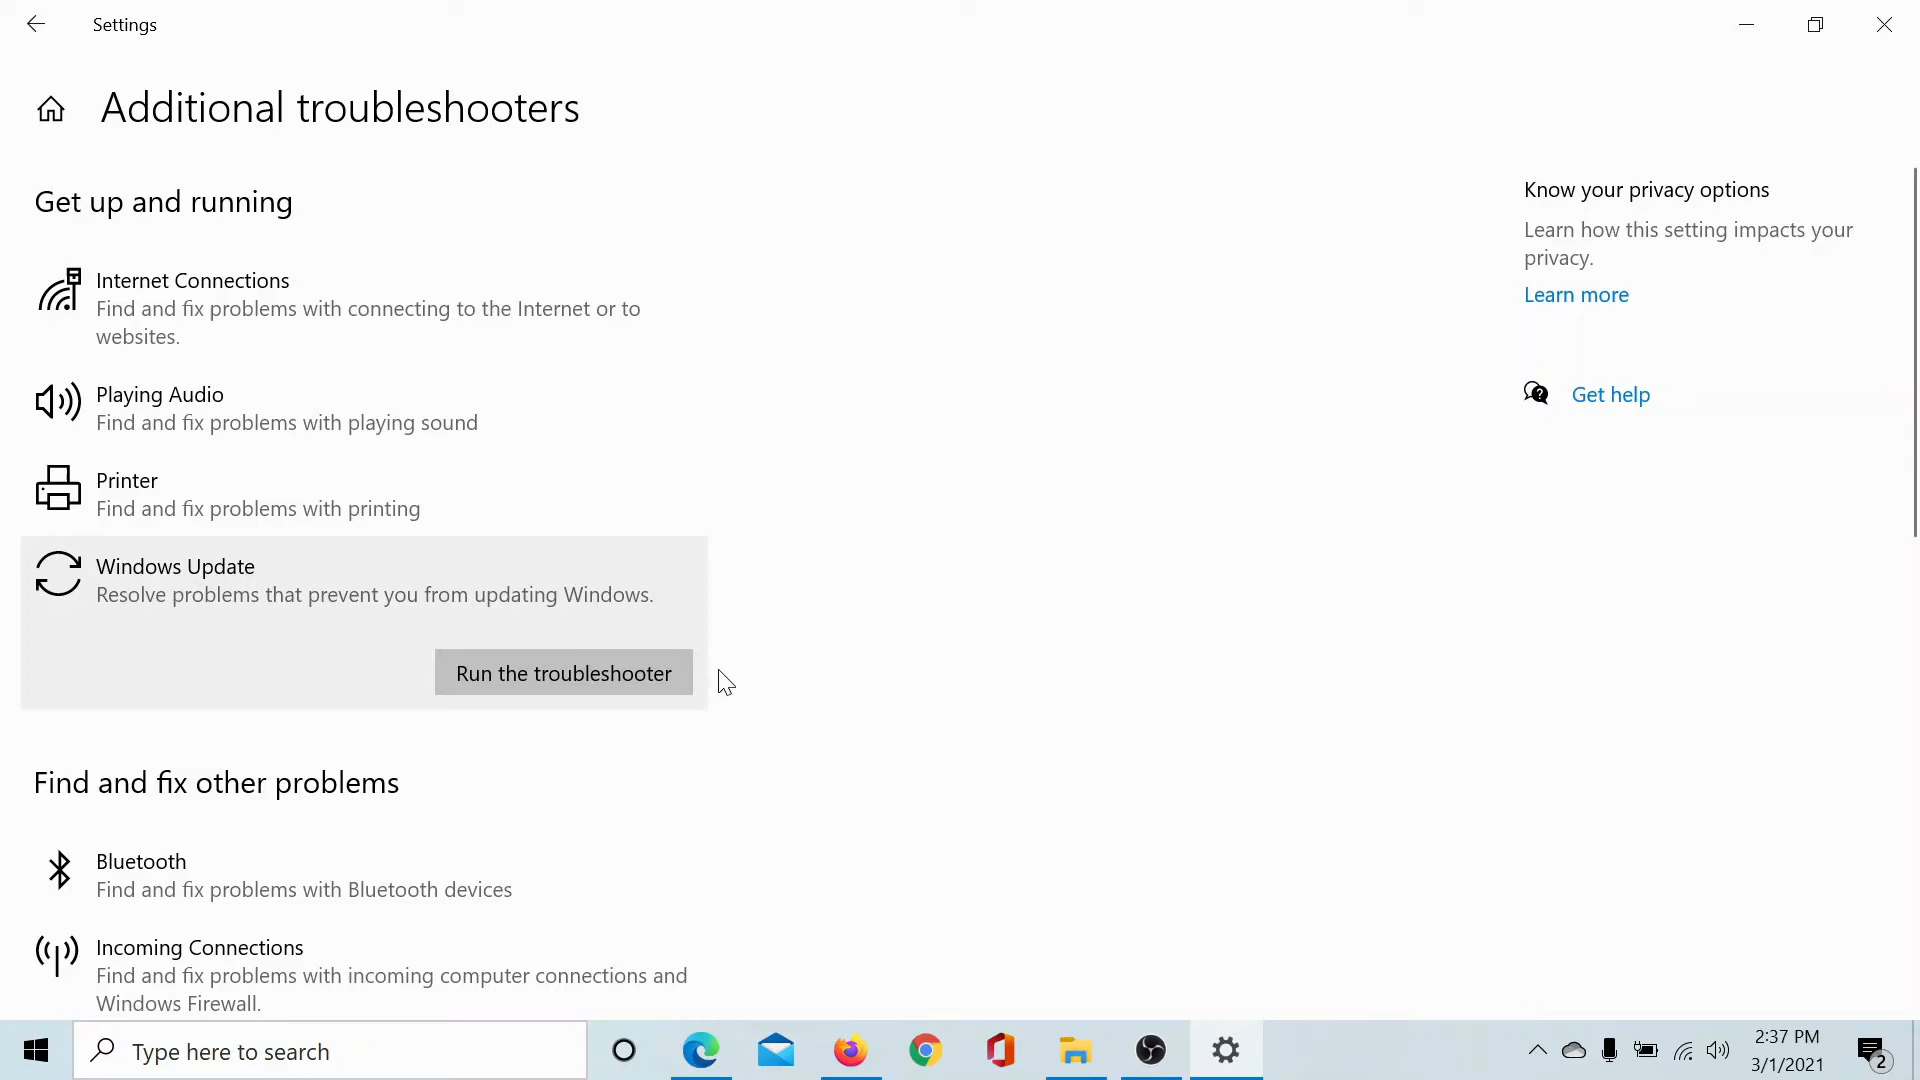 Settings
Additional troubleshooters
Get up and running
Internet Connections
Find and fix problems with connecting to the Internet or to
websites.
Playing Audio
Find and fix problems with playing sound
Printer
Find and fix problems with printing
Windows Update
Resolve problems that prevent you from updating Windows.
Run the troubleshooter
Find and fix other problems
Bluetooth
Find and fix problems with Bluetooth devices
Incoming Connections
Find and fix problems with incoming computer connections and
Windows Firewall.
Know your privacy options
Learn how this setting impacts your
privacy.
Learn more
Get help
Type here to search
2:37 PM
3/1/2021
2